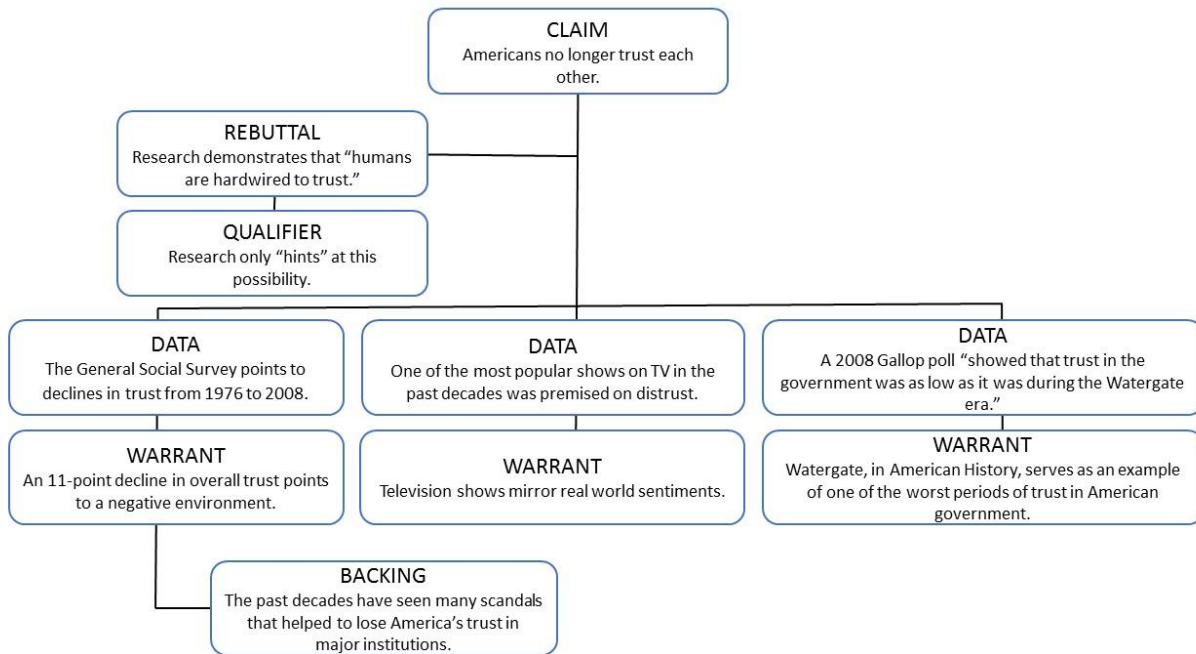 CLAIM
Americans no longer trust each
other.
REBUTTAL
Research demonstrates that “humans
are hardwired to trust.”
QUALIFIER
Research only “hints” at this
possibility.
DATA
The General Social Survey points to
declines in trust from 1976 to 2008.
WARRANT
An 11-point decline in overall trust points
to a negative environment.
BACKING
The past decades have seen many scandals
that helped to lose America’s trust in
major institutions.
DATA
One of the most popular shows on TV in the
past decades was premised on distrust.
WARRANT
Television shows mirror real world sentiments.
DATA
A 2008 Gallop poll “showed that trust in the
government was as low as it was during the Watergate
era.”
WARRANT
Watergate, in American History, serves as an example
of one of the worst periods of trust in American
government.